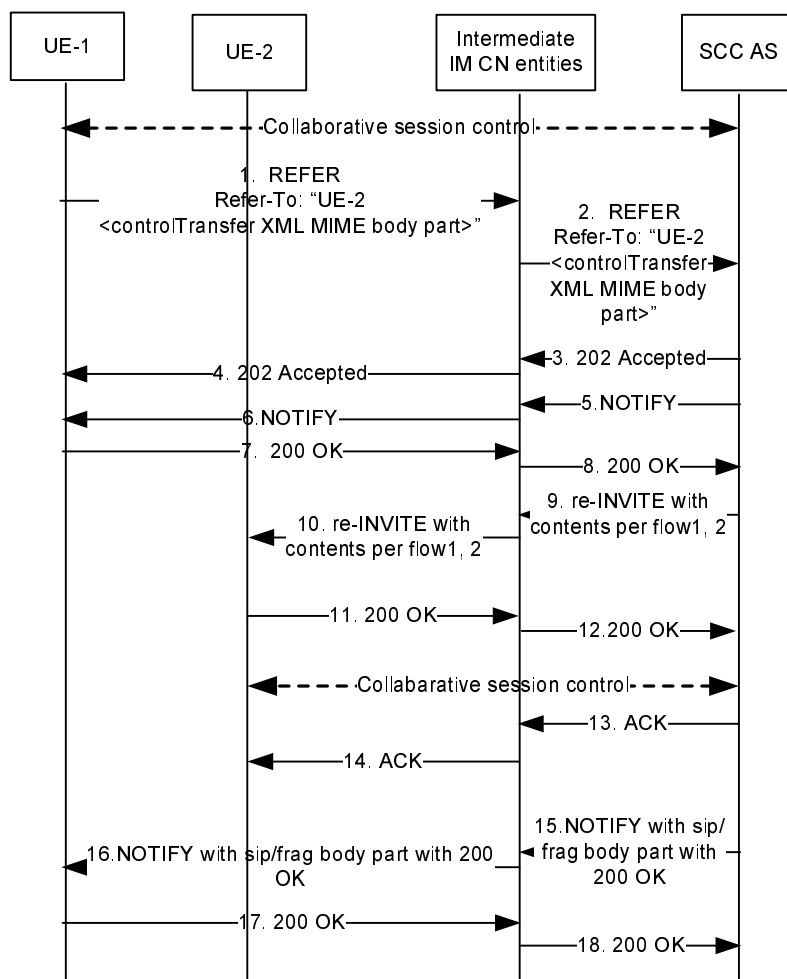 UE-1
UE-2
Intermediate
IM CN entities
SCC AS
Collaborative session control
1. REFER
Refer-To: “UE-2
<controlTransfer XML MIME body part>”
2. REFER
Refer-To: “UE-2
<controlTransfer
XML MIME body
part>”
3. 202 Accepted
4. 202 Accepted
5.NOTIFY
6.NOTIFY
7. 200 OK
8. 200 OK
9. re-INVITE with
contents per flow1, 2
10. re-INVITE with
contents per flow1, 2
11. 200 OK
12.200 OK
Collabarative session control
13. ACK
14. ACK
15.NOTIFY with sip/
frag body part with
200 OK
16.NOTIFY with sip/frag body part with 200
OK
17. 200 OK
18. 200 OK